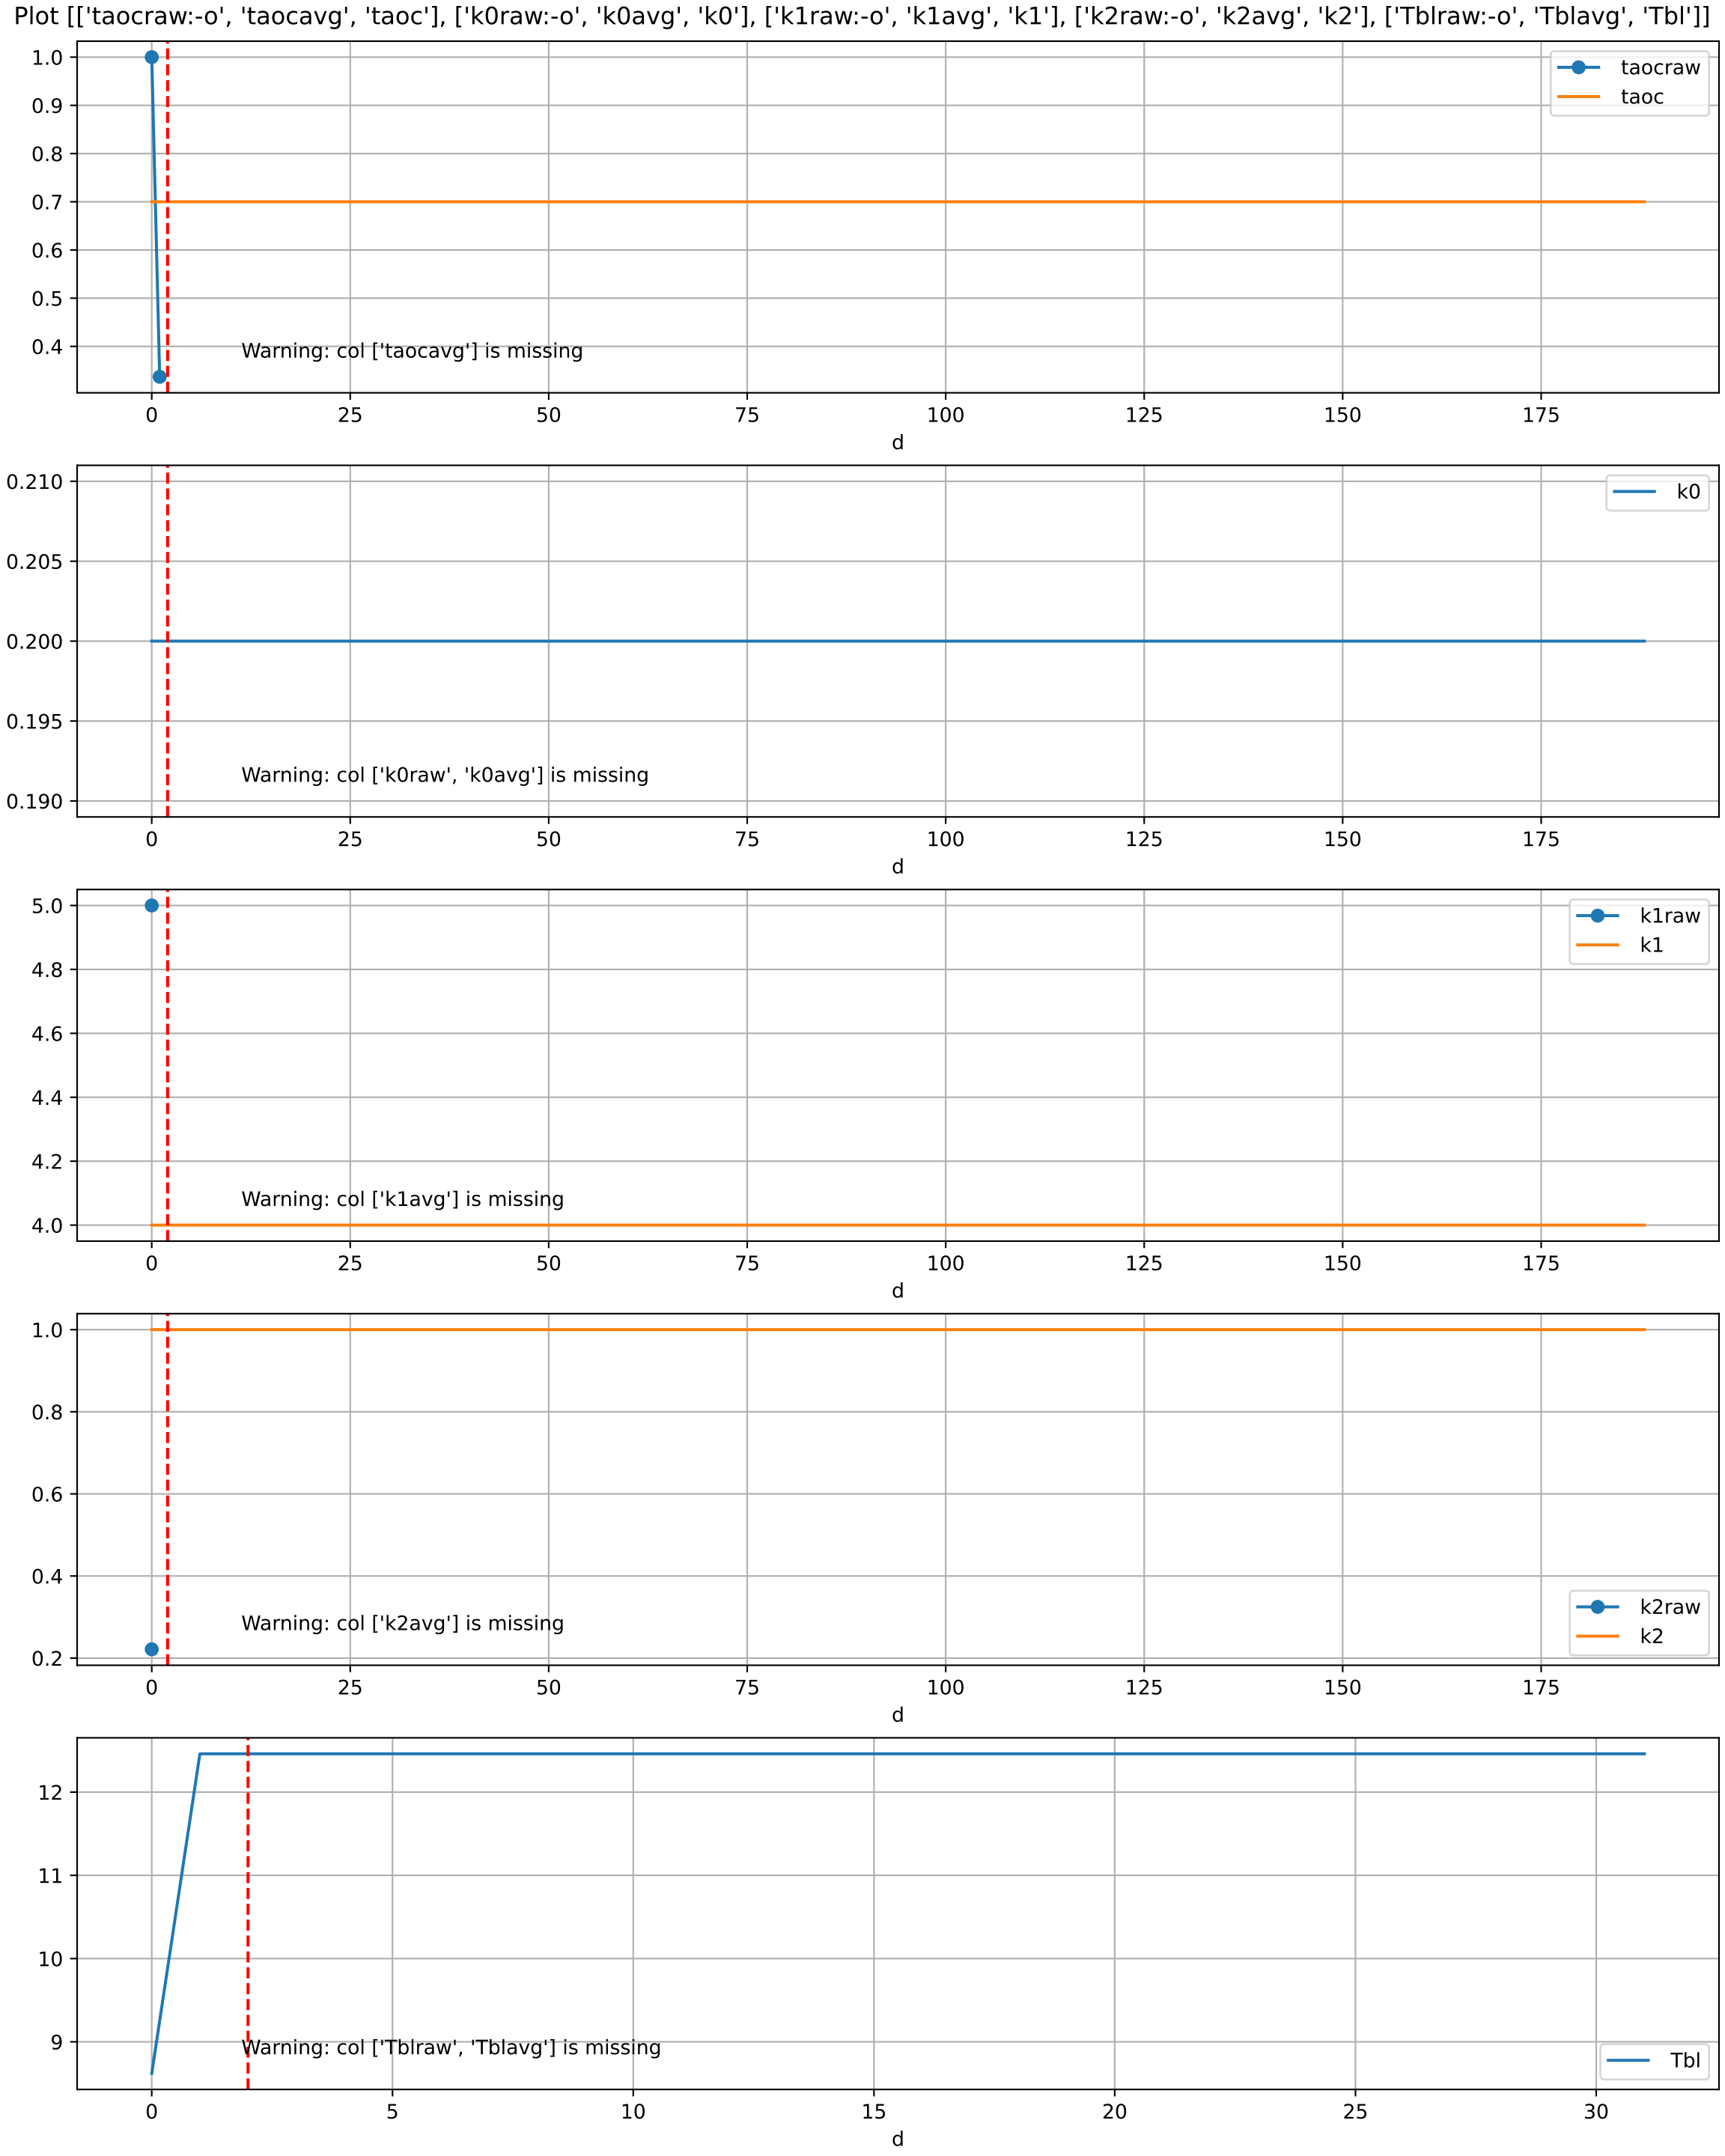 Plot [['taocraw:-o', 'taocavg', 'taoc'], ['k0raw:-o', 'k0avg', 'k0'], ['k1raw:-o', 'k1avg', 'k1'], ['k2raw:-o', 'k2avg', 'k2'], ['Tblraw:-o', 'Tblavg', 'Tbl']]
1.0
0.9
0.8
0.7
0.6
0.5
0.4
taocraw
taoc
Warning: col ['taocavg'] is missing
0 25 50 75 100 125 150 175
d
0.210
0.205
0.200
0.195
0.190
k0
Warning: col ['k0raw', 'k0avg'] is missing
0 25 50 75 100 125 150 175
d
5.0
4.8
4.6
4.4
4.2
4.0
k1raw
k1
Warning: col ['k1avg'] is missing
0 25 50 75 100 125 150 175
d
1.0
0.8
0.6
0.4
0.2
Warning: col ['k2avg'] is missing
k2raw
k2
0 25 50 75 100 125 150 175
d
12
11
10
9
Warning: col ['Tblraw', 'Tblavg'] is missing
Tbl
0 5 10 15 20 25 30
d